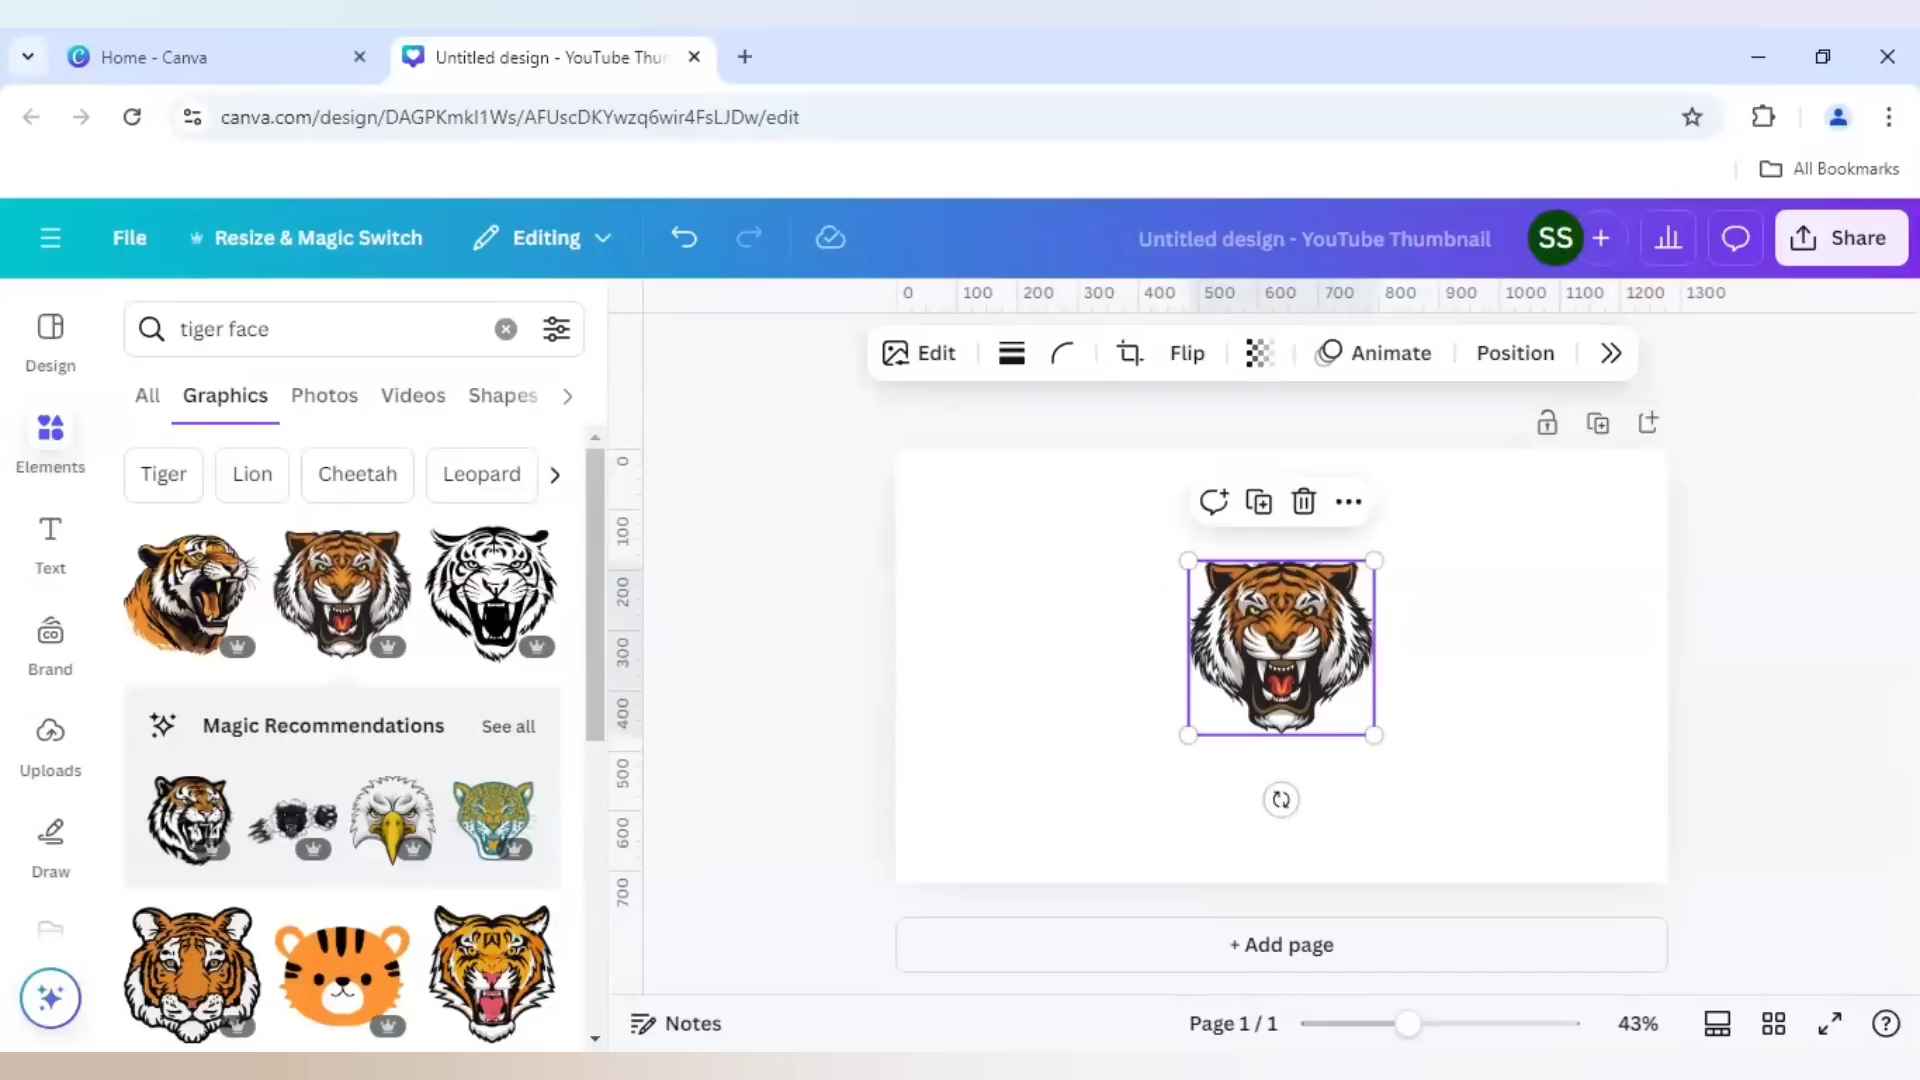 Home - Canva
Untitled design - YouTube Thu
canva.com/design/DAGPKmkI1Ws/AFUscDKYwzq6wir4FsLJDw/edit
All Bookmarks
File
Resize & Magic Switch
Editing
Untitled design - YouTube Thumbnail
SS
+
Share
0 100 200 300 400 500 600 700 800 900 1000 1100 1200 1300
Design
Elements
Text
Brand
Uploads
Draw
tiger face
All Graphics Photos Videos Shapes
Tiger Lion Cheetah Leopard
Magic Recommendations See all
Edit Flip Animate Position
0
100
200
300
400
500
600
700
+ Add page
Notes
Page 1 / 1
43%